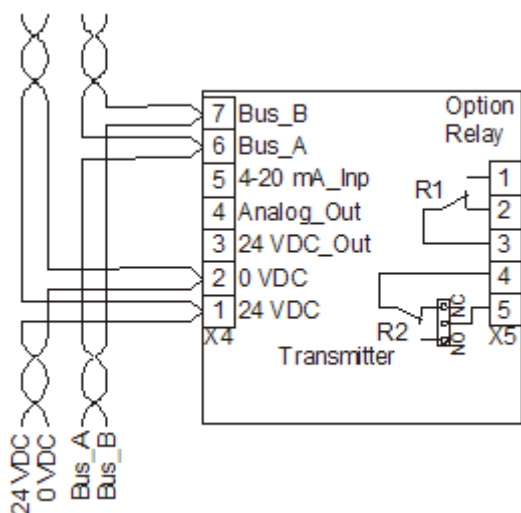 Option
Relay
7 Bus_B
6 Bus_A
5 4-20 mA_Inp
4 Analog_Out
3 24 VDC_Out
2 0 VDC
1 24 VDC
X4
Transmitter
R1
1
2
3
4
5
R2
NC
NO
X5
24 VDC
0 VDC
Bus_A
Bus_B